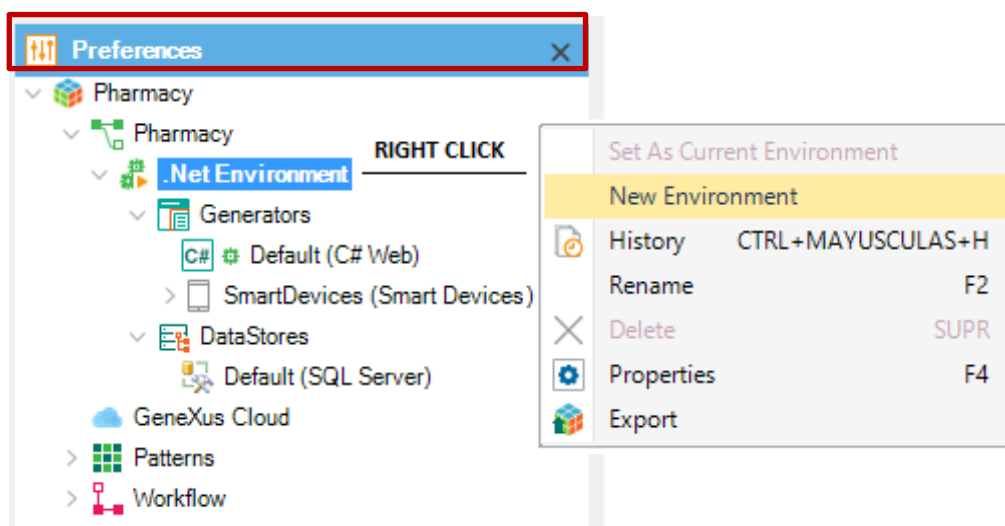 Preferences
Pharmacy
Pharmacy
RIGHT CLICK
.Net Environment
Generators
C# Default (C# Web)
SmartDevices (Smart Devices)
DataStores
Default (SQL Server)
GeneXus Cloud
Patterns
Workflow
Set As Current Environment
New Environment
History CTRL+MAYUSCULAS+H
Rename F2
Delete SUPR
Properties F4
Export